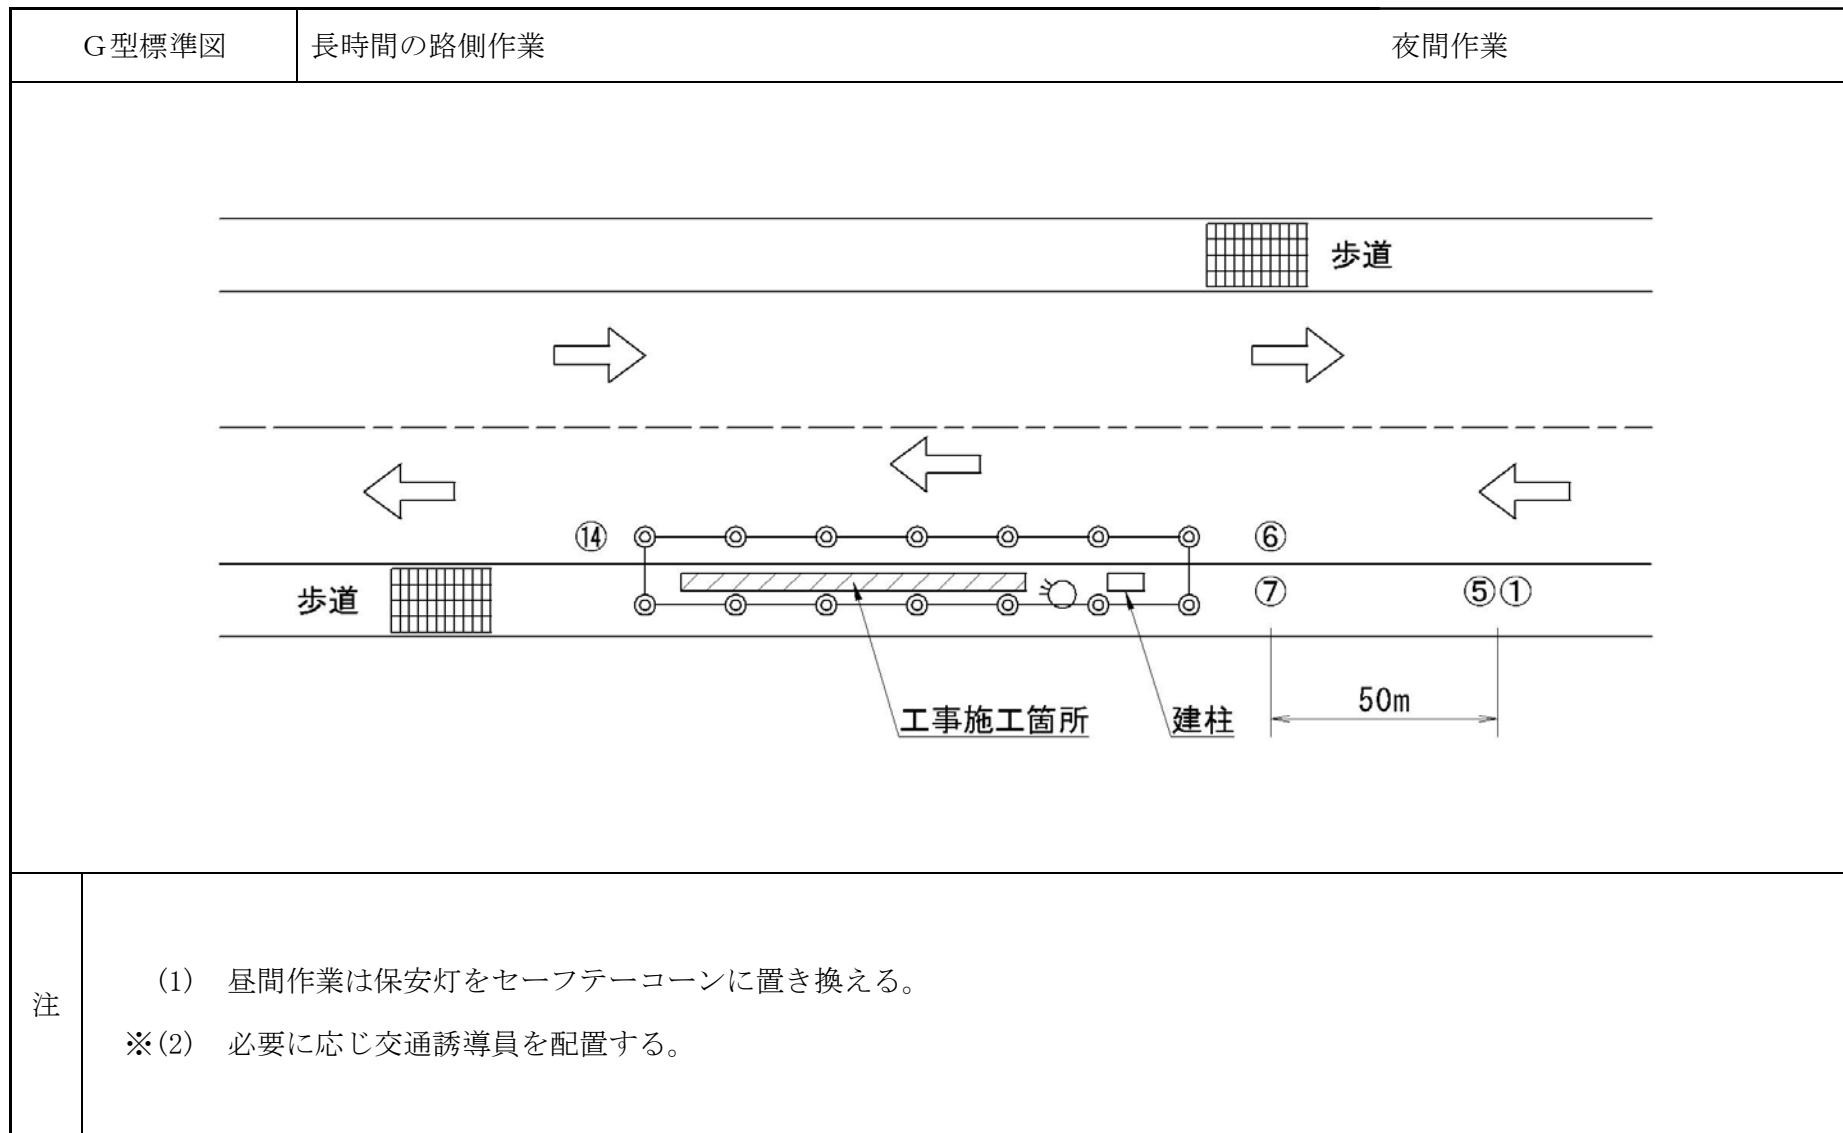 G型標準図 長時間の路側作業 夜間作業
歩道
⑭ ⑥
歩道 ⑦ ⑤①
工事施工箇所 建柱 50m
注
(1) 昼間作業は保安灯をセーフテーコーンに置き換える。
※(2) 必要に応じ交通誘導員を配置する。